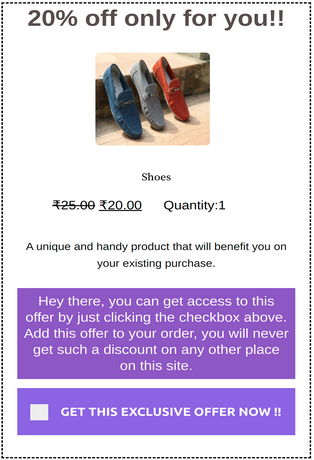 20% off only for you!!
Shoes
₹25.00 ₹20.00 Quantity:1
A unique and handy product that will benefit you on
your existing purchase.
Hey there, you can get access to this
offer by just clicking the checkbox above.
Add this offer to your order, you will never
get such a discount on any other place
on this site.
GET THIS EXCLUSIVE OFFER NOW !!